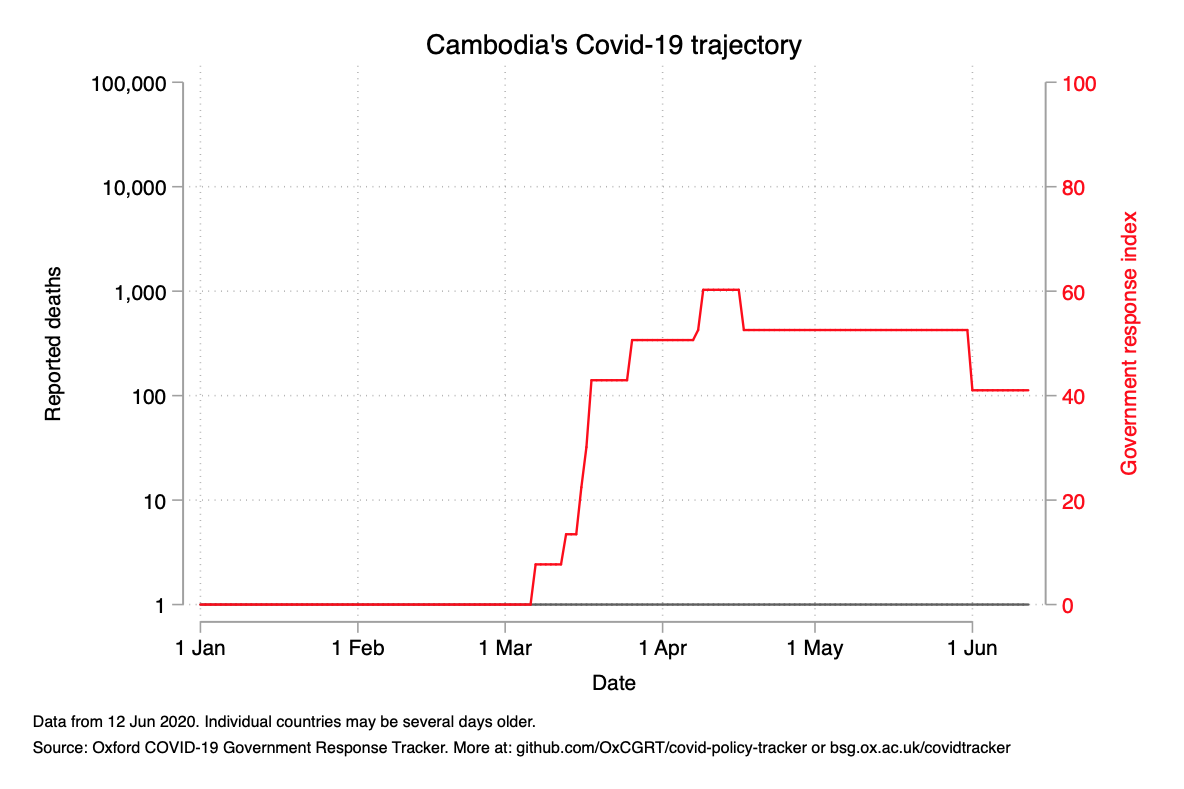 Cambodia's Covid-19 trajectory
100,000
10,000
1,000
100
10
1
Reported deaths
100
80
60
40
20
0
Government response index
1 Jan 1 Feb 1 Mar 1 Apr 1 May 1 Jun
Date
Data from 12 Jun 2020. Individual countries may be several days older.
Source: Oxford COVID-19 Government Response Tracker. More at: github.com/OxCGRT/covid-policy-tracker or bsg.ox.ac.uk/covidtracker